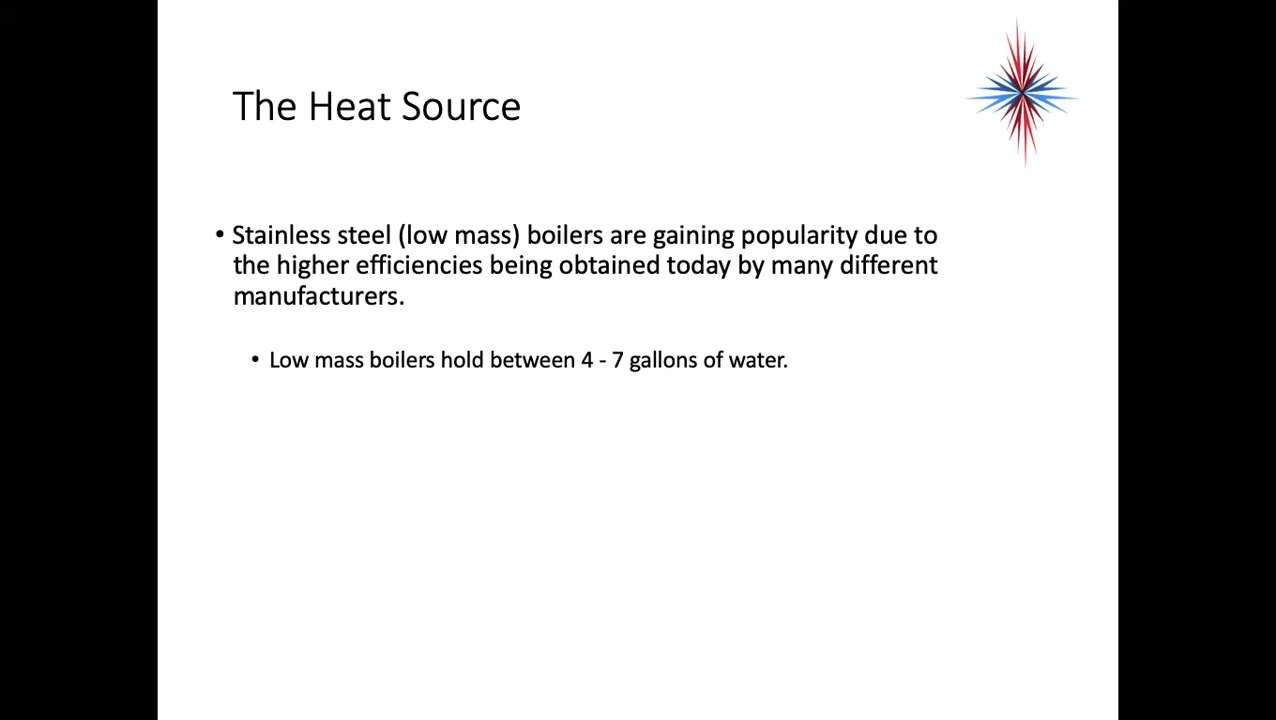 The Heat Source
• Stainless steel (low mass) boilers are gaining popularity due to
the higher efficiencies being obtained today by many different
manufacturers.
• Low mass boilers hold between 4 - 7 gallons of water.